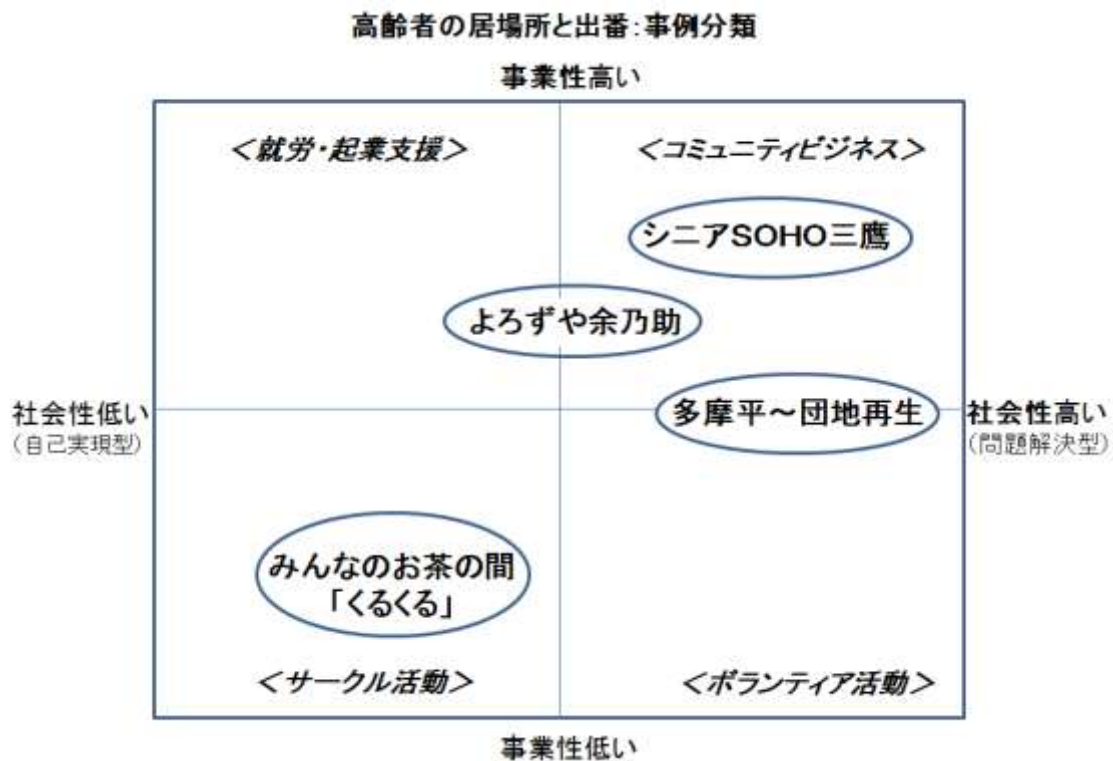 高齢者の居場所と出番:事例分類
事業性高い
＜就労・起業支援＞
＜コミュニティビジネス＞
シニアSOHO三鷹
よろずや余乃助
社会性低い
（自己実現型）
多摩平～団地再生
社会性高い
（問題解決型）
みんなのお茶の間
「くるくる」
＜サークル活動＞
＜ボランティア活動＞
事業性低い